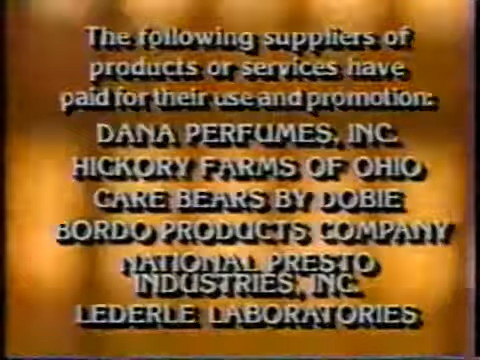 The following suppliers of
products or services have
paid for their use and promotion:
DANA PERFUMES, INC.
HICKORY FARMS OF OHIO
CARE BEARS BY DOBIE
BORDO PRODUCTS COMPANY
NATIONAL PRESTO
INDUSTRIES, INC.
LEDERLE LABORATORIES